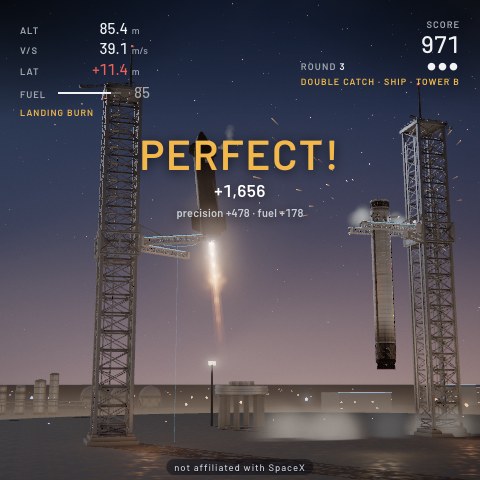 ALT 85.4 m
V/S 39.1 m/s
LAT +11.4 m
FUEL 85
LANDING BURN
SCORE
971
ROUND 3
DOUBLE CATCH · SHIP · TOWER B
PERFECT!
+1,656
precision +478 · fuel +178
not affiliated with SpaceX